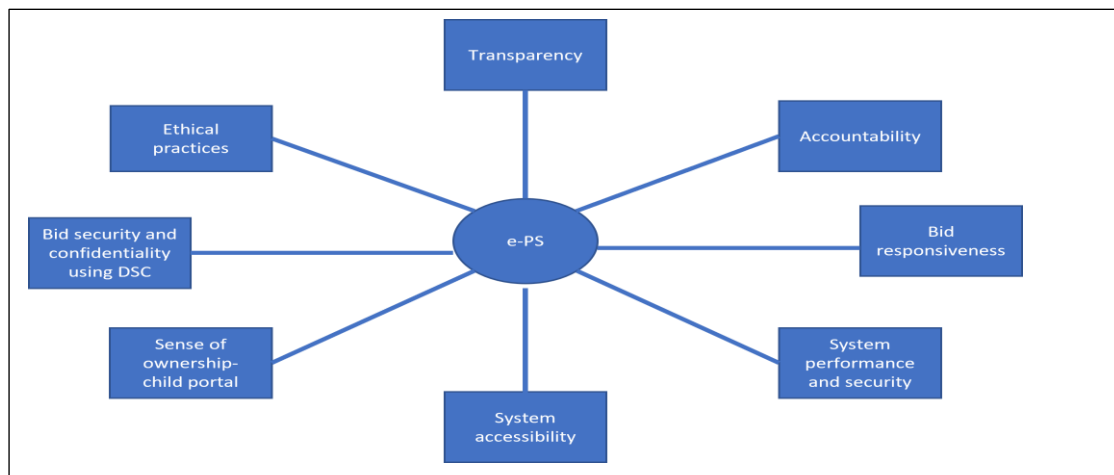 Transparency
Ethical
practices
Accountability
Bid security and
confidentiality
using DSC
e-PS
Bid
responsiveness
Sense of
ownership-
child portal
System
performance
and security
System
accessibility